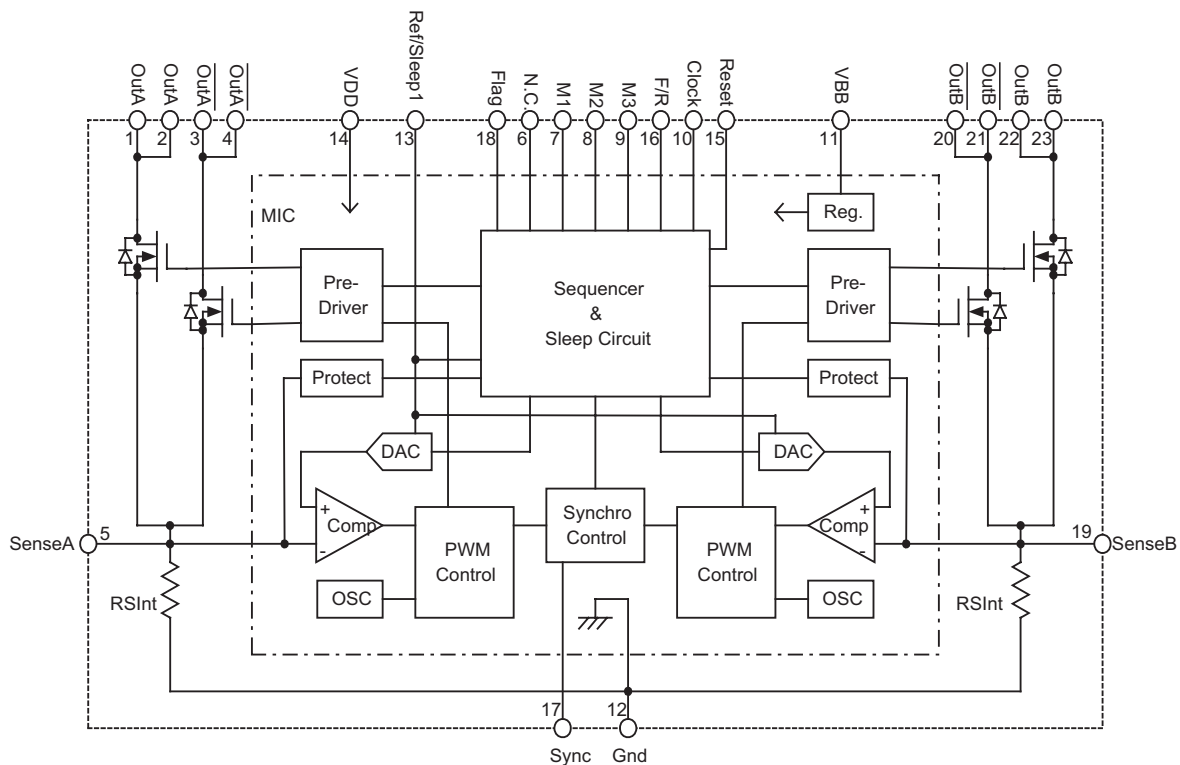 OutA
OutA
OutA
OutA
VDD
Ref/Sleep1
Flag
N.C.
M1
M2
M3
F/R
Clock
Reset
VBB
OutB
OutB
OutB
OutB
1
2
3
4
14
13
18
6
7
8
9
16
10
15
11
20
21
22
23
MIC
Reg.
Pre-
Driver
Sequencer
&
Sleep Circuit
Pre-
Driver
Protect
Protect
DAC
DAC
+
Comp
-
PWM
Control
Synchro
Control
PWM
Control
+
Comp
-
SenseA
5
19
SenseB
RSInt
OSC
OSC
RSInt
17
12
Sync
Gnd